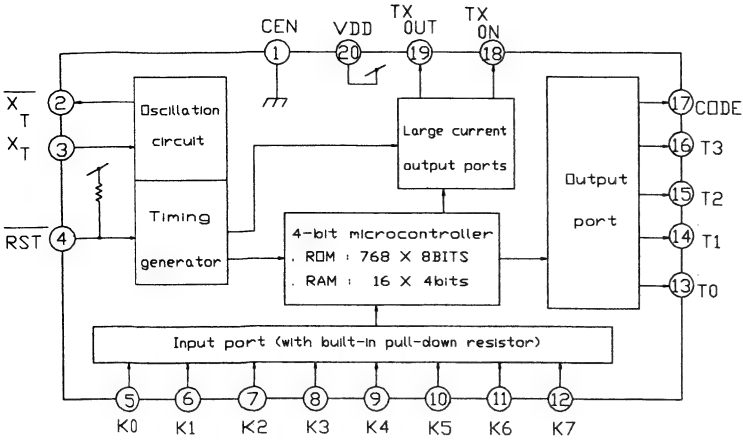 CEN
VDD
TX
OUT
TX
ON
1
20
19
18
2
X
T
3
X
T
4
RST
Oscillation
circuit
Timing
generator
Large current
output ports
Output
port
4-bit microcontroller
. ROM : 768 X 8BITS
. RAM : 16 X 4bits
17
CODE
16
T3
15
T2
14
T1
13
T0
Input port (with built-in pull-down resistor)
5
6
7
8
9
10
11
12
K0
K1
K2
K3
K4
K5
K6
K7